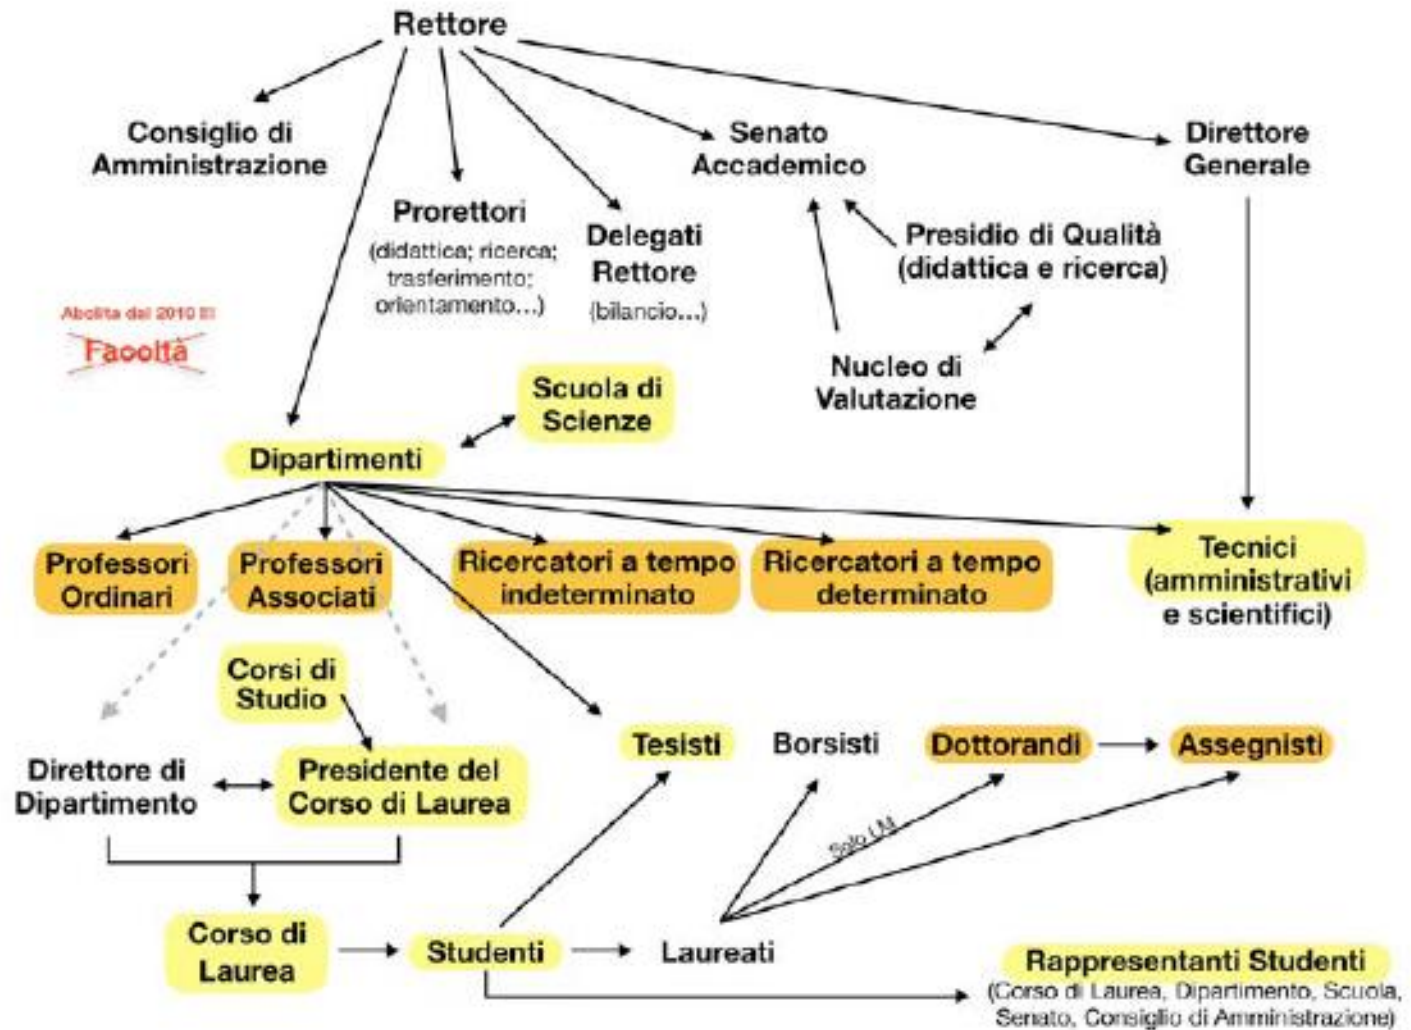 Rettore
Consiglio di
Amministrazione
Senato
Accademico
Direttore
Generale
Prorettori
(didattica; ricerca;
trasferimento;
orientamento...)
Delegati
Rettore
(bilancio...)
Presidio di Qualità
(didattica e ricerca)
Abolita dal 2010 !!!
Facoltà
Nucleo di
Valutazione
Scuola di
Scienze
Dipartimenti
Professori
Ordinari
Professori
Associati
Ricercatori a tempo
indeterminato
Ricercatori a tempo
determinato
Tecnici
(amministrativi
e scientifici)
Corsi di
Studio
Tesisti
Borsisti
Dottorandi
Assegnisti
Direttore di
Dipartimento
Presidente del
Corso di Laurea
Solo LM
Corso di
Laurea
Studenti
Laureati
Rappresentanti Studenti
(Corso di Laurea, Dipartimento, Scuola,
Senato, Consiglio di Amministrazione)